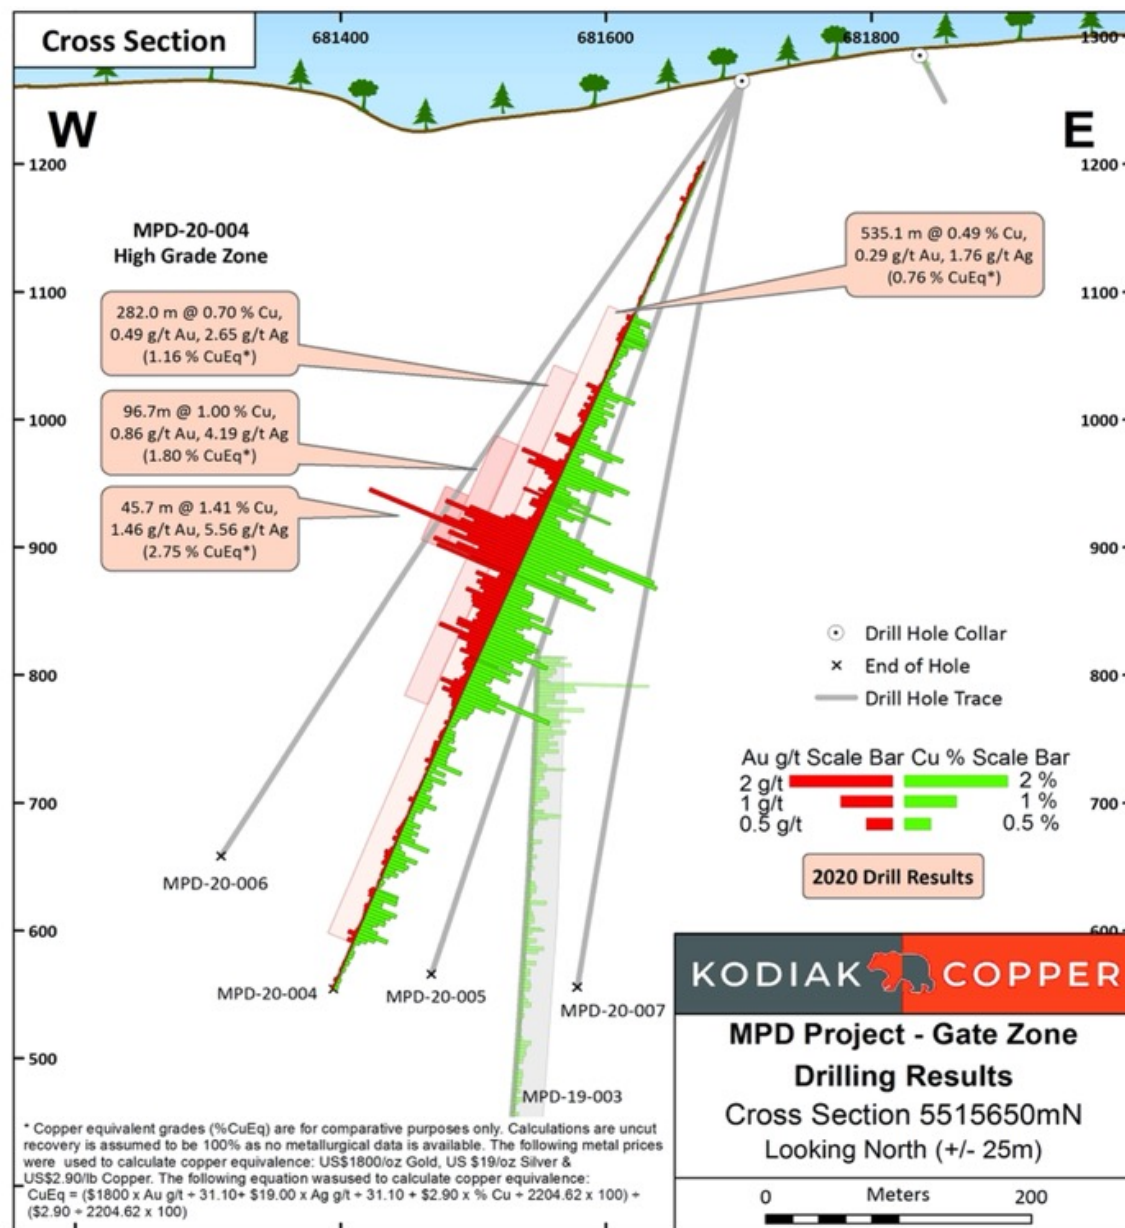 Cross Section
681400
681600
681800
1300
W
E
1200
1200
MPD-20-004
High Grade Zone
535.1 m @ 0.49 % Cu,
0.29 g/t Au, 1.76 g/t Ag
(0.76 % CuEq*)
1100
1100
282.0 m @ 0.70 % Cu,
0.49 g/t Au, 2.65 g/t Ag
(1.16 % CuEq*)
96.7m @ 1.00 % Cu,
0.86 g/t Au, 4.19 g/t Ag
(1.80 % CuEq*)
1000
1000
45.7 m @ 1.41 % Cu,
1.46 g/t Au, 5.56 g/t Ag
(2.75 % CuEq*)
900
900
Drill Hole Collar
End of Hole
Drill Hole Trace
800
800
Au g/t Scale Bar Cu % Scale Bar
2 g/t 2 %
1 g/t 1 %
0.5 g/t 0.5 %
700
700
2020 Drill Results
MPD-20-006
600
600
MPD-20-004
MPD-20-005
MPD-20-007
KODIAK COPPER
MPD Project - Gate Zone
Drilling Results
Cross Section 5515650mN
Looking North (+/- 25m)
500
MPD-19-003
* Copper equivalent grades (%CuEq) are for comparative purposes only. Calculations are uncut
recovery is assumed to be 100% as no metallurgical data is available. The following metal prices
were used to calculate copper equivalence: US$1800/oz Gold, US $19/oz Silver &
US$2.90/lb Copper. The following equation wasused to calculate copper equivalence:
CuEq = ($1800 x Au g/t ÷ 31.10+ $19.00 x Ag g/t ÷ 31.10 + $2.90 x % Cu ÷ 2204.62 x 100) ÷
($2.90 ÷ 2204.62 x 100)
0 Meters 200